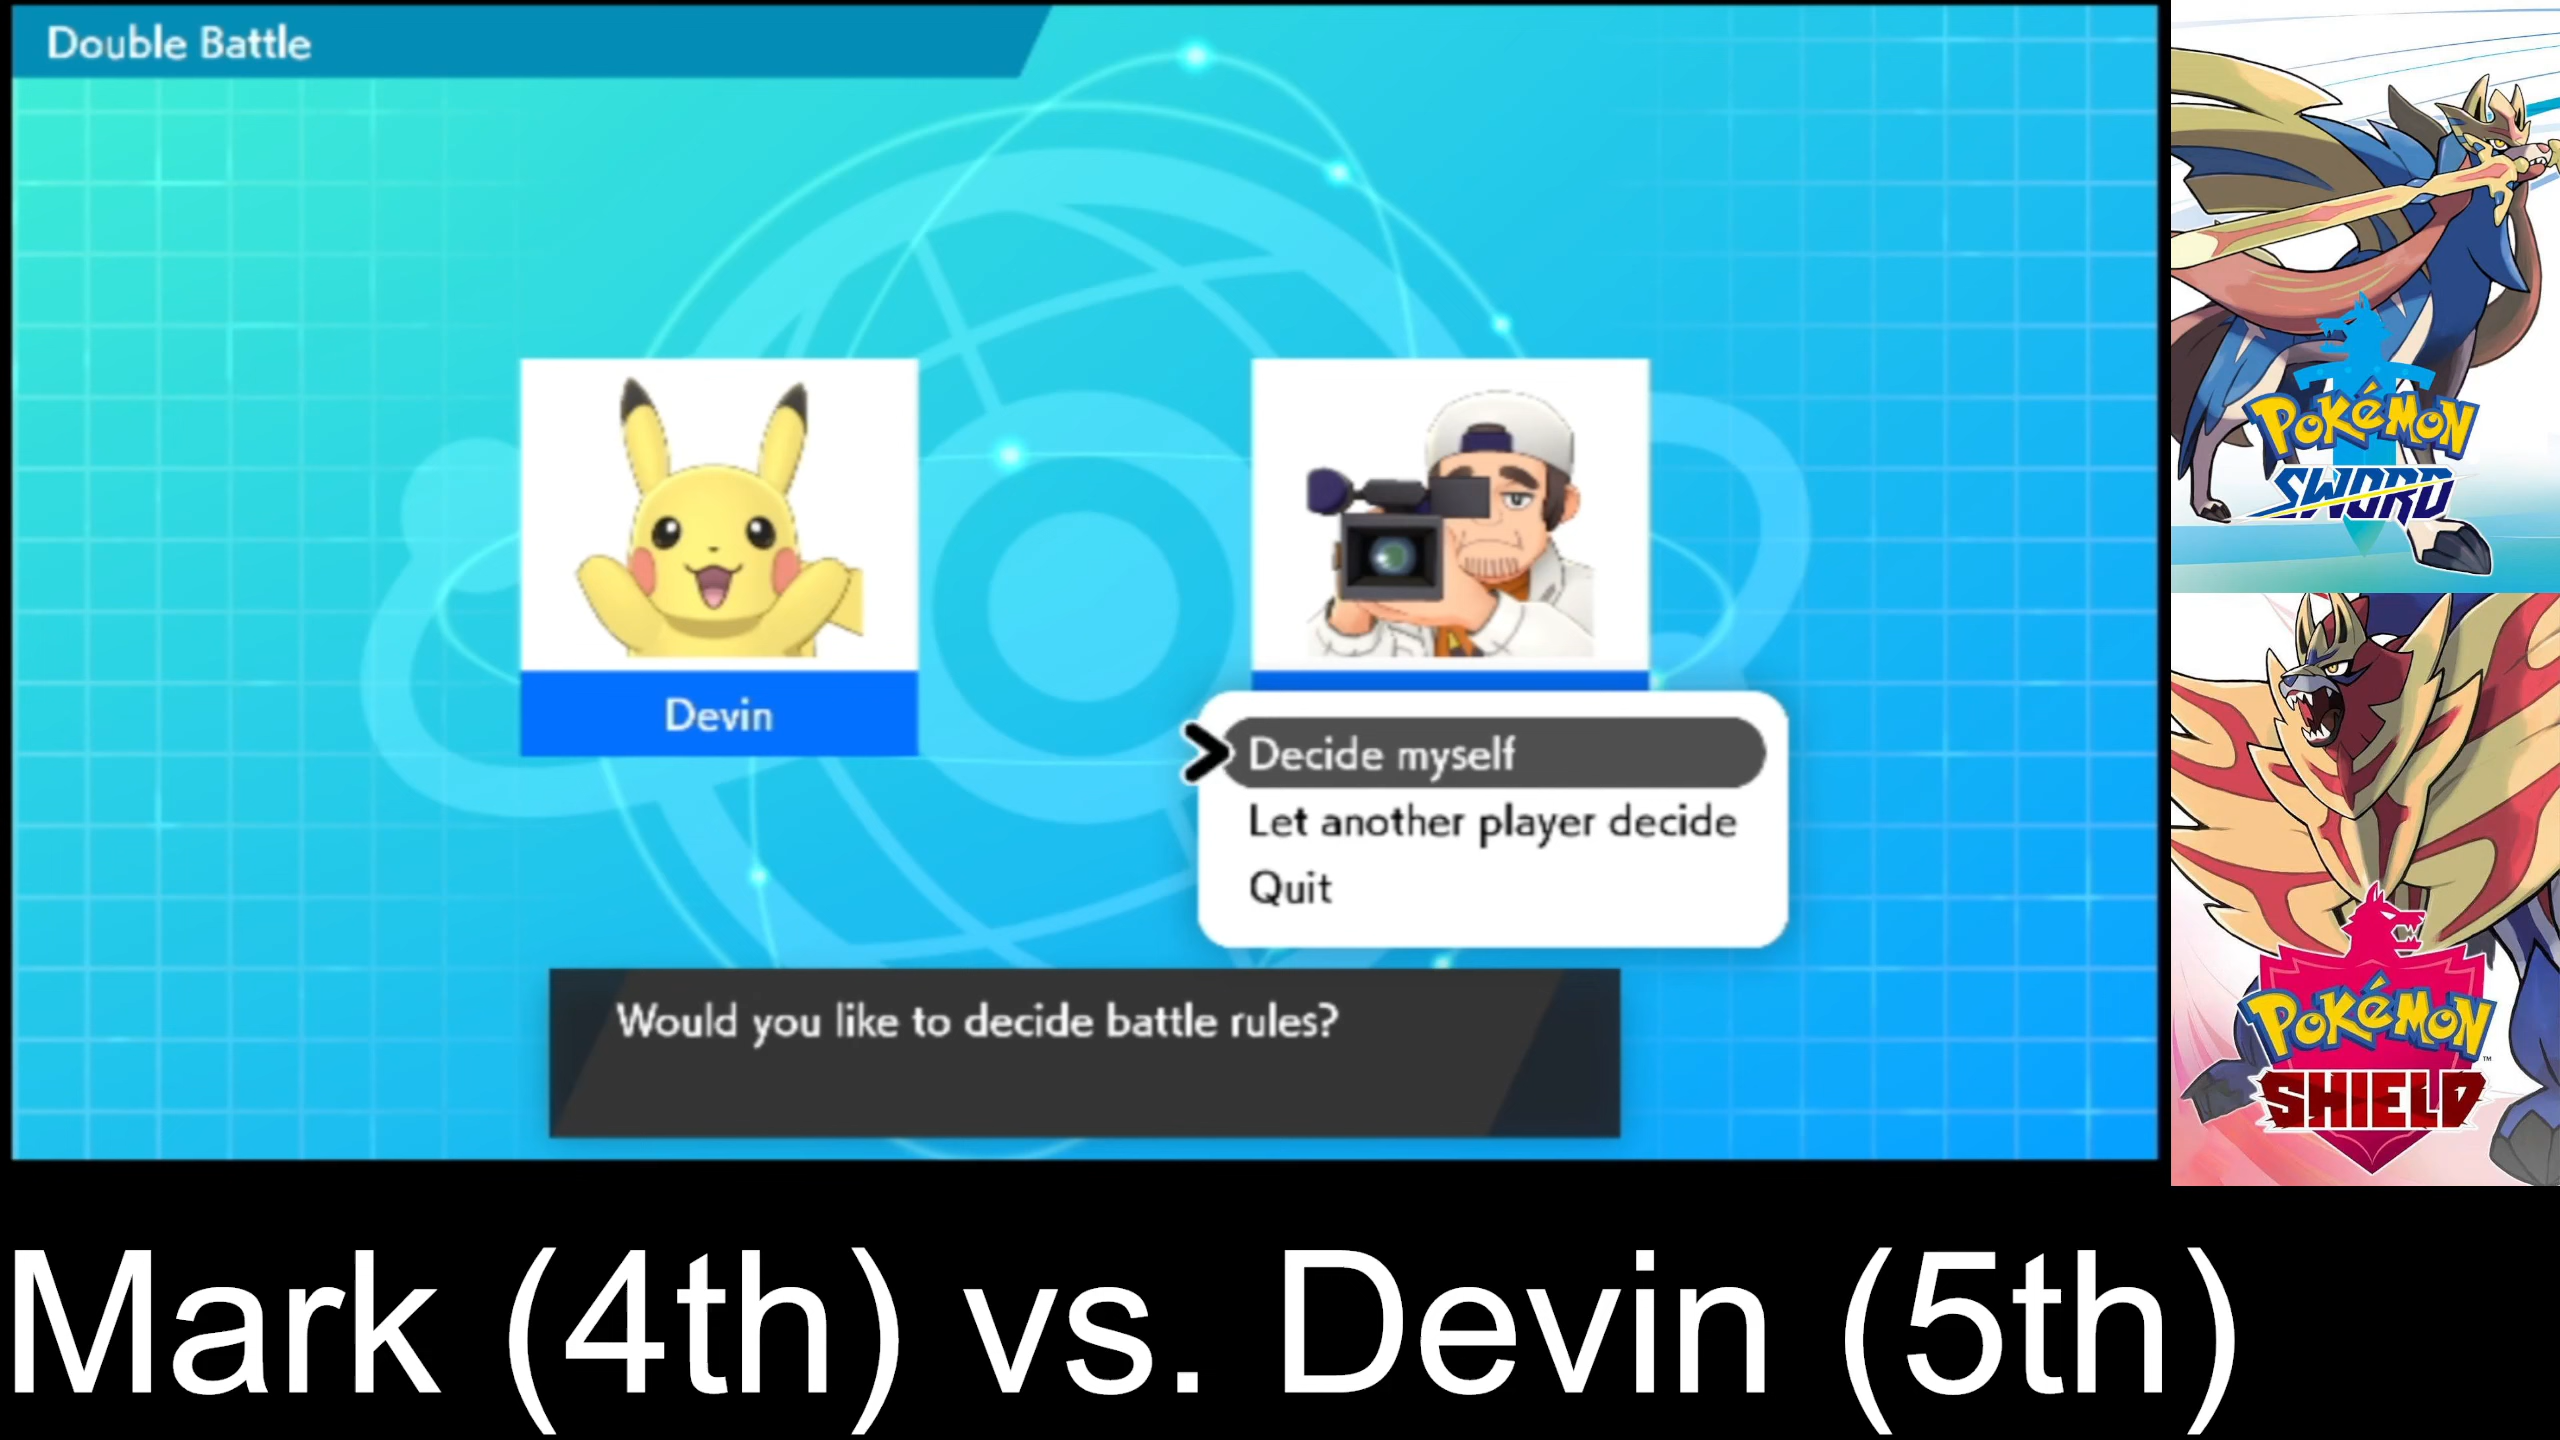 Double Battle
Devin
Decide myself
Let another player decide
Quit
Would you like to decide battle rules?
POKéMON
SWORD
POKéMON
™
SHIELD
Mark (4th) vs. Devin (5th)